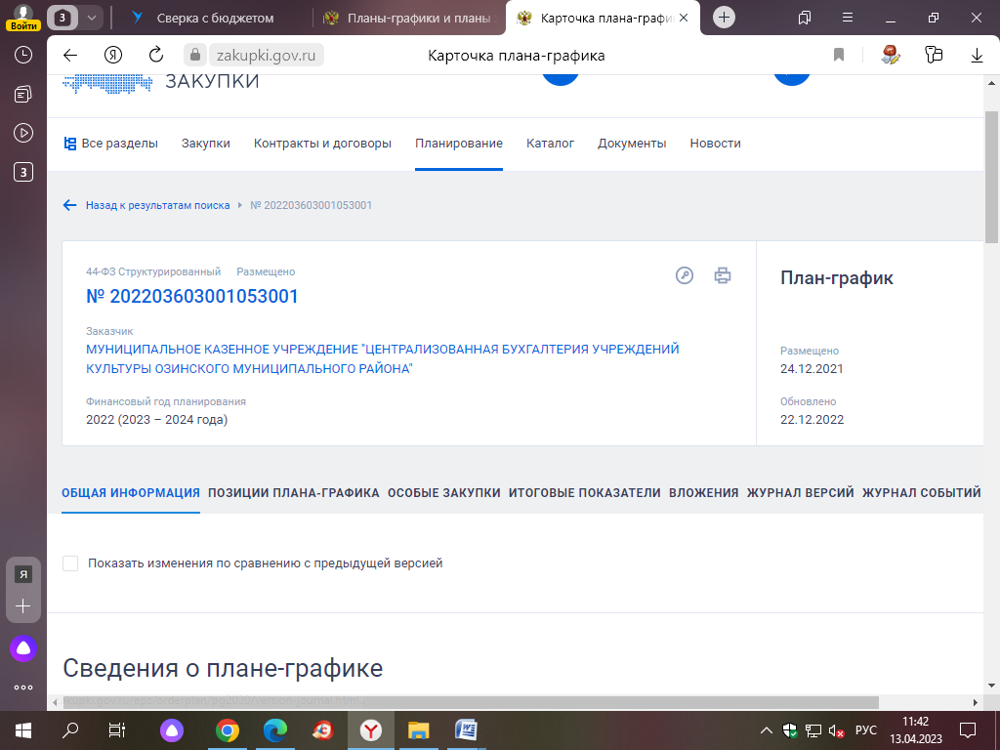 3
Сверка с бюджетом
Планы-графики и планы
Карточка плана-графи
Войти
zakupki.gov.ru
Карточка плана-графика
ЗАКУПКИ
3
Все разделы
Закупки
Контракты и договоры
Планирование
Каталог
Документы
Новости
Назад к результатам поиска
№ 202203603001053001
44-ФЗ Структурированный
Размещено
№ 202203603001053001
Заказчик
МУНИЦИПАЛЬНОЕ КАЗЕННОЕ УЧРЕЖДЕНИЕ "ЦЕНТРАЛИЗОВАННАЯ БУХГАЛТЕРИЯ УЧРЕЖДЕНИЙ
КУЛЬТУРЫ ОЗИНСКОГО МУНИЦИПАЛЬНОГО РАЙОНА"
Финансовый год планирования
2022 (2023 – 2024 года)
План-график
Размещено
24.12.2021
Обновлено
22.12.2022
ОБЩАЯ ИНФОРМАЦИЯ
ПОЗИЦИИ ПЛАНА-ГРАФИКА
ОСОБЫЕ ЗАКУПКИ
ИТОГОВЫЕ ПОКАЗАТЕЛИ
ВЛОЖЕНИЯ
ЖУРНАЛ ВЕРСИЙ
ЖУРНАЛ СОБЫТИЙ
Показать изменения по сравнению с предыдущей версией
Я
Сведения о плане-графике
РУС
11:42
13.04.2023